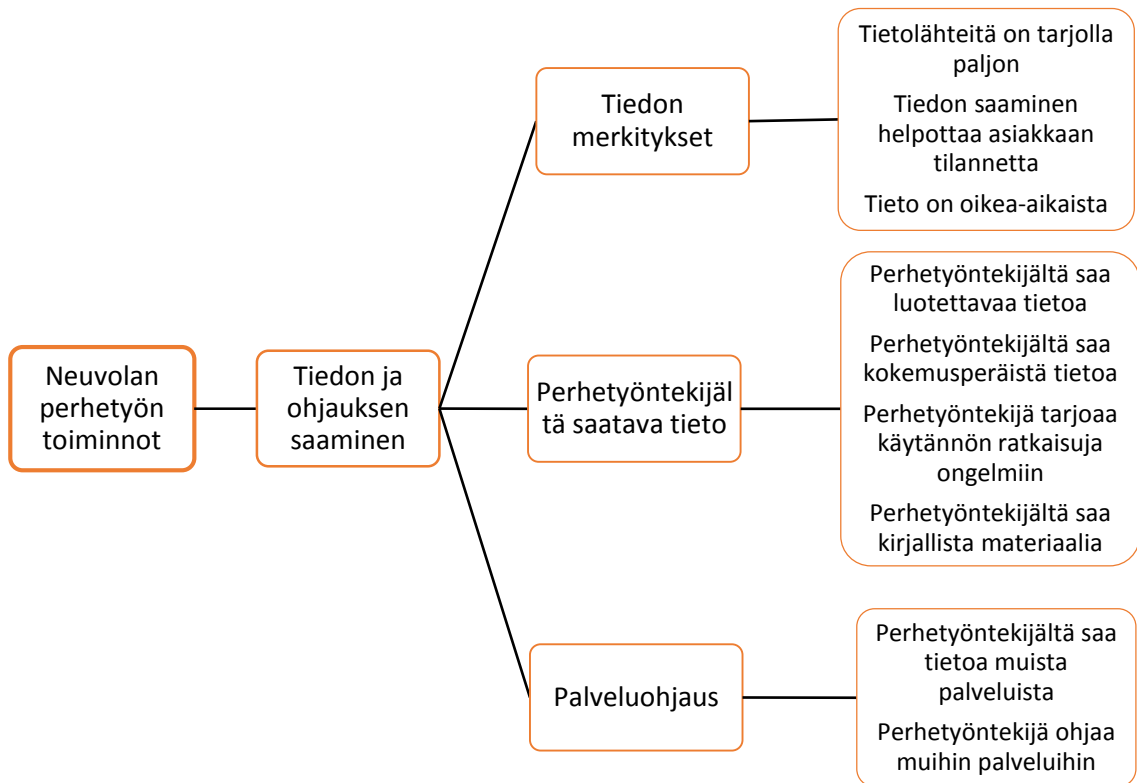 Neuvolan
perhetyön
toiminnot
Tiedon ja
ohjauksen
saaminen
Tiedon
merkitykset
Tietolähteitä on tarjolla
paljon
Tiedon saaminen
helpottaa asiakkaan
tilannetta
Tieto on oikea-aikaista
Perhetyöntekijäl
tä saatava tieto
Perhetyöntekijältä saa
luotettavaa tietoa
Perhetyöntekijältä saa
kokemusperäistä tietoa
Perhetyöntekijä tarjoaa
käytännön ratkaisuja
ongelmiin
Perhetyöntekijältä saa
kirjallista materiaalia
Palveluohjaus
Perhetyöntekijältä saa
tietoa muista
palveluista
Perhetyöntekijä ohjaa
muihin palveluihin